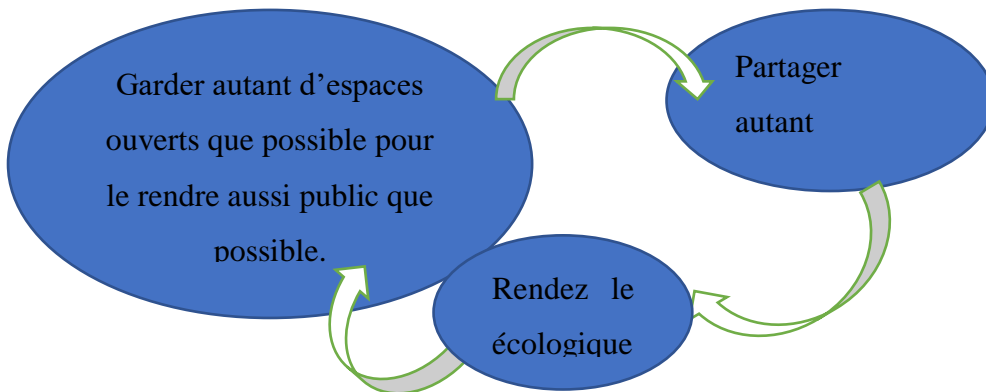 Garder autant d’espaces
ouverts que possible pour
le rendre aussi public que
possible.
Partager
autant
Rendez le
écologique